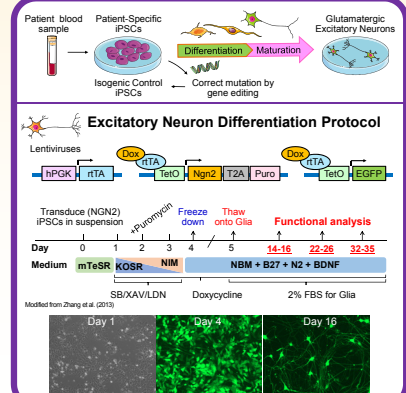 Patient blood sample
Patient-Specific iPSCs
Glutamatergic Excitatory Neurons
Differentiation
Maturation
Isogenic Control iPSCs
Correct mutation by gene editing
Excitatory Neuron Differentiation Protocol
Lentiviruses
Dox
rtTA
Dox
rtTA
hPGK
rtTA
TetO
Ngn2
T2A
Puro
TetO
EGFP
Transduce (NGN2) iPSCs in suspension
+Puromycin
Freeze down
Thaw onto Glia
Functional analysis
Day
0
1
2
3
4
5
14-16
22-26
32-35
Medium
mTeSR
KOSR
NIM
NBM + B27 + N2 + BDNF
SB/XAV/LDN
Doxycycline
2% FBS for Glia
Modified from Zhang et al. (2013)
Day 1
Day 4
Day 16